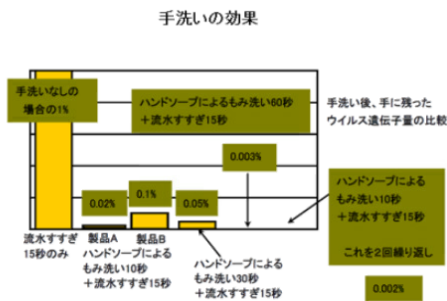 手洗いの効果
手洗いなしの
場合の1%
ハンドソープによるもみ洗い60秒
+流水すすぎ15秒
手洗い後、手に残った
ウイルス遺伝子量の比較
0.003%
0.02%
0.1%
0.05%
ハンドソープによる
もみ洗い10秒
+流水すすぎ15秒
これを2回繰り返し
流水すすぎ
15秒のみ
製品A
製品B
ハンドソープによる
もみ洗い10秒
+流水すすぎ15秒
ハンドソープによる
もみ洗い30秒
+流水すすぎ15秒
0.002%